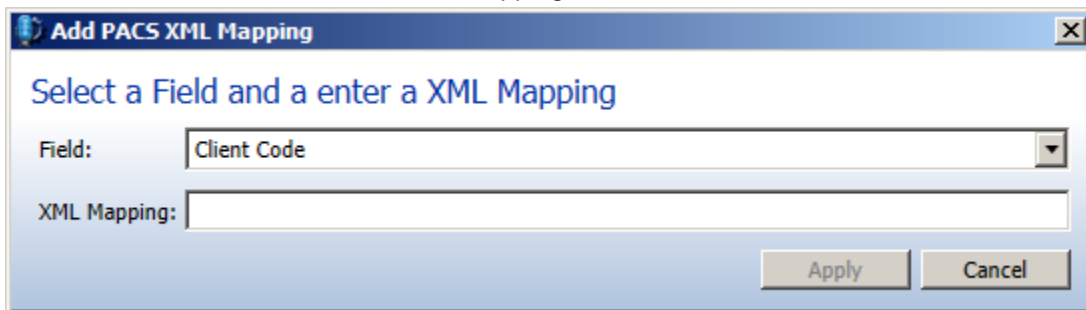 Add PACS XML Mapping
Select a Field and a enter a XML Mapping
Field: Client Code
XML Mapping:
Apply Cancel